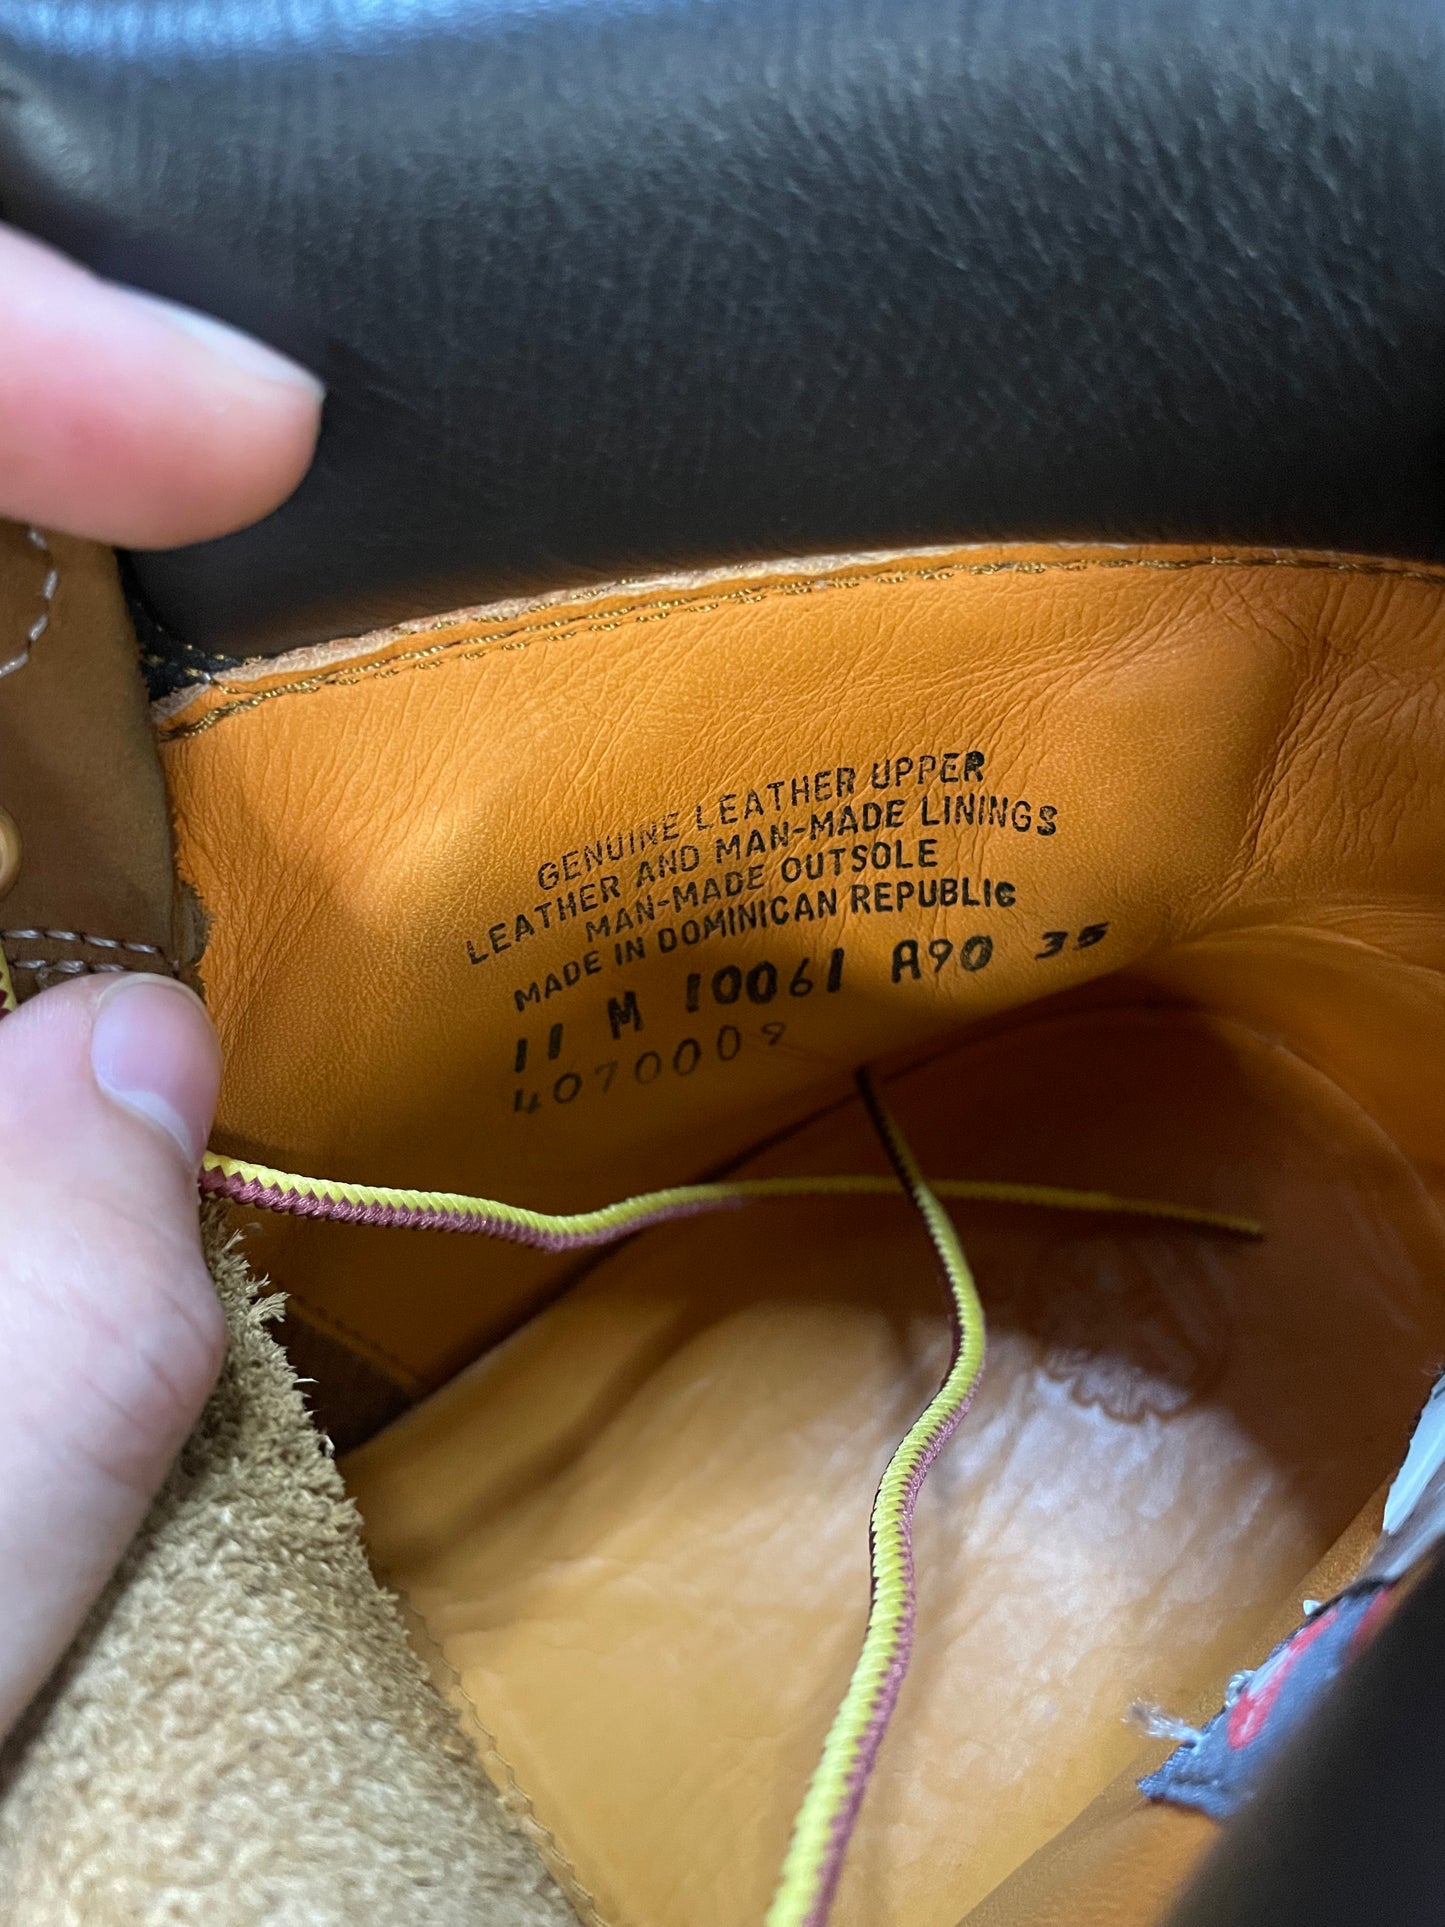 GENUINE LEATHER UPPER
LEATHER AND MAN-MADE LININGS
MAN-MADE OUTSOLE
MADE IN DOMINICAN REPUBLIC
11 M 10061 A90 35
4070009